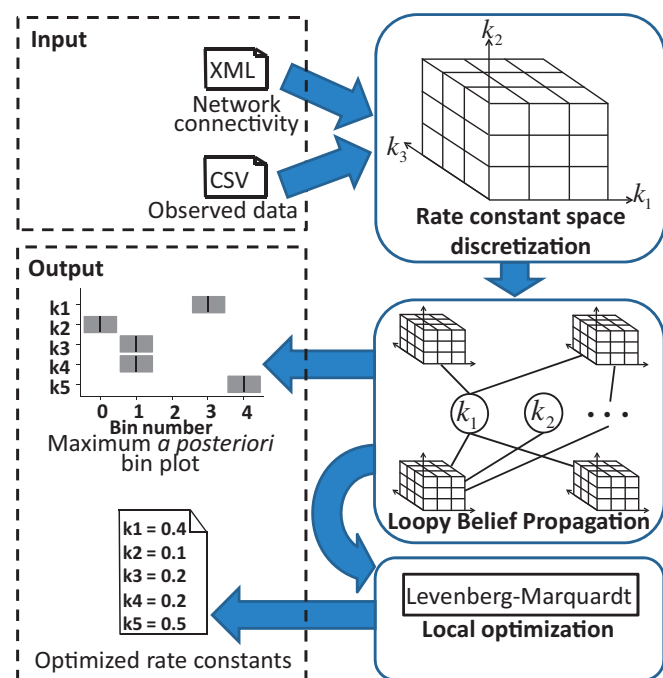 Input
XML
Network
connectivity
CSV
Observed data
k2
k3
k1
Rate constant space
discretization
Output
k1
k2
k3
k4
k5
0 1 2 3 4
Bin number
Maximum a posteriori
bin plot
k1 k2 ...
Loopy Belief Propagation
k1 = 0.4
k2 = 0.1
k3 = 0.2
k4 = 0.2
k5 = 0.5
Optimized rate constants
Levenberg-Marquardt
Local optimization